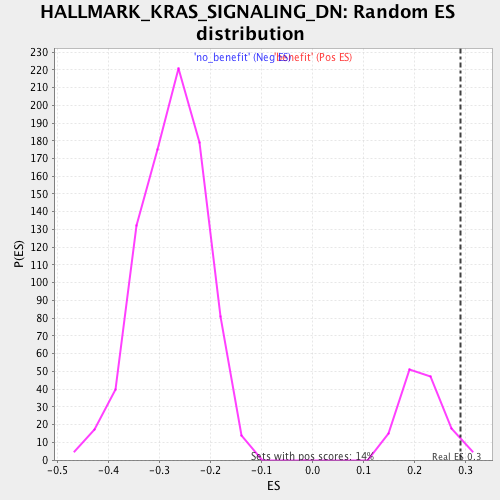 HALLMARK_KRAS_SIGNALING_DN: Random ES
distribution
'no_benefit' (Neg ES)
'benefit' (Pos ES)
230
220
210
200
190
180
170
160
150
140
130
120
110
100
90
80
70
60
50
40
30
20
10
0
P(ES)
Sets with pos scores: 14%
Real ES 0.3
-0.5 -0.4 -0.3 -0.2 -0.1 0.0 0.1 0.2 0.3
ES